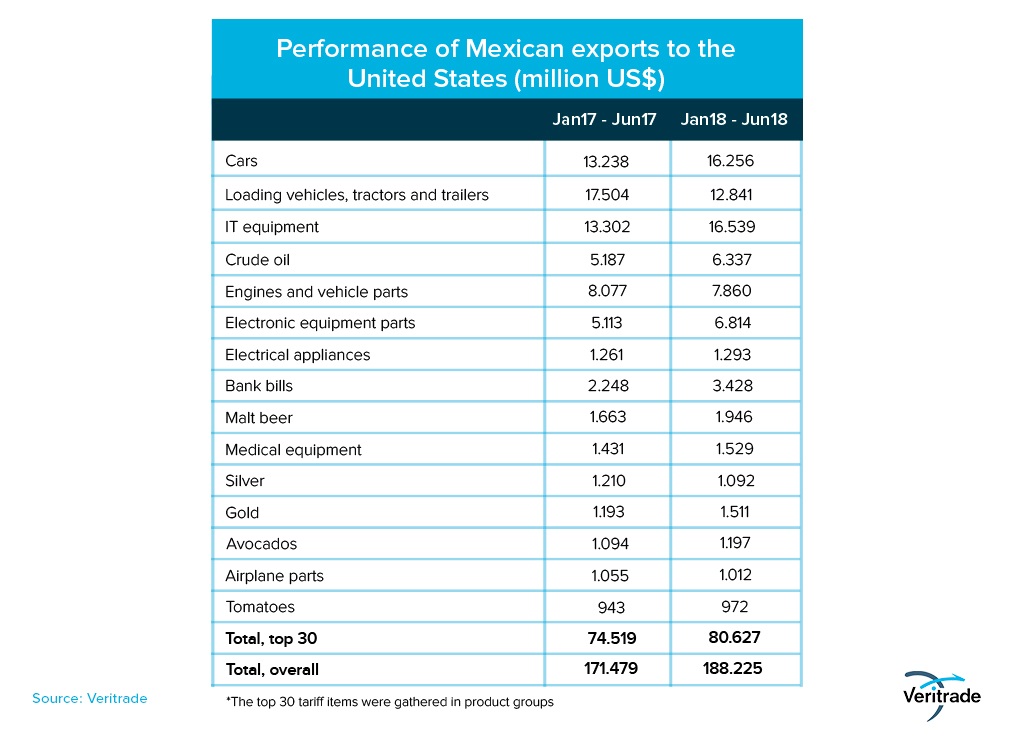 Performance of Mexican exports to the
United States (million US$)
Jan17 - Jun17 Jan18 - Jun18
Cars 13.238 16.256
Loading vehicles, tractors and trailers 17.504 12.841
IT equipment 13.302 16.539
Crude oil 5.187 6.337
Engines and vehicle parts 8.077 7.860
Electronic equipment parts 5.113 6.814
Electrical appliances 1.261 1.293
Bank bills 2.248 3.428
Malt beer 1.663 1.946
Medical equipment 1.431 1.529
Silver 1.210 1.092
Gold 1.193 1.511
Avocados 1.094 1.197
Airplane parts 1.055 1.012
Tomatoes 943 972
Total, top 30 74.519 80.627
Total, overall 171.479 188.225
Source: Veritrade
*The top 30 tariff items were gathered in product groups
Veritrade